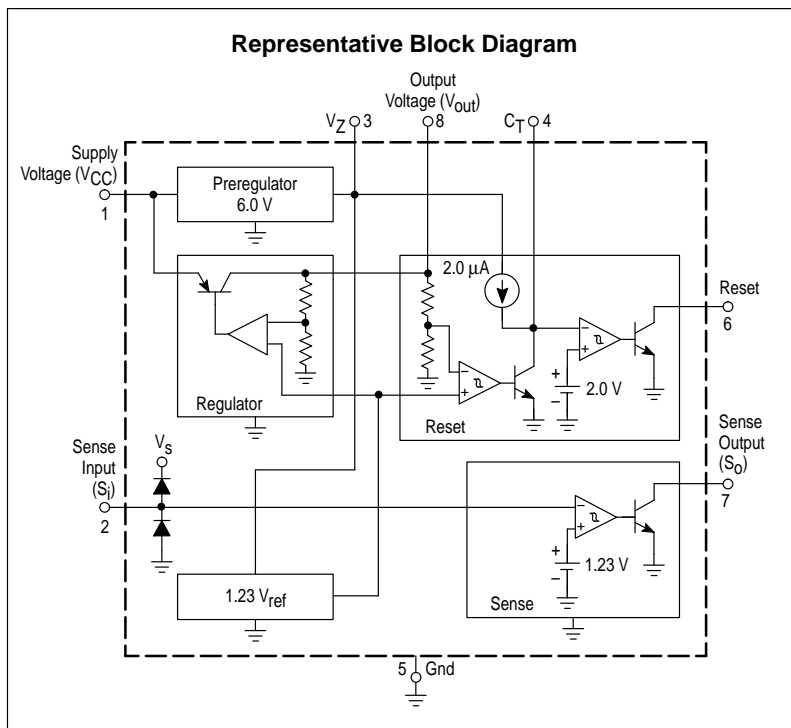 Representative Block Diagram
Output
Voltage (Vout)
VZ 3
8
CT 4
Supply
Voltage (VCC)
1
Preregulator
6.0 V
2.0 µA
Reset
6
Regulator
−
+
−
+
+
−
2.0 V
Reset
Sense
Input
(Si)
2
VS
Sense
Output
(So)
7
−
+
+
−
1.23 V
Sense
1.23 Vref
5 Gnd